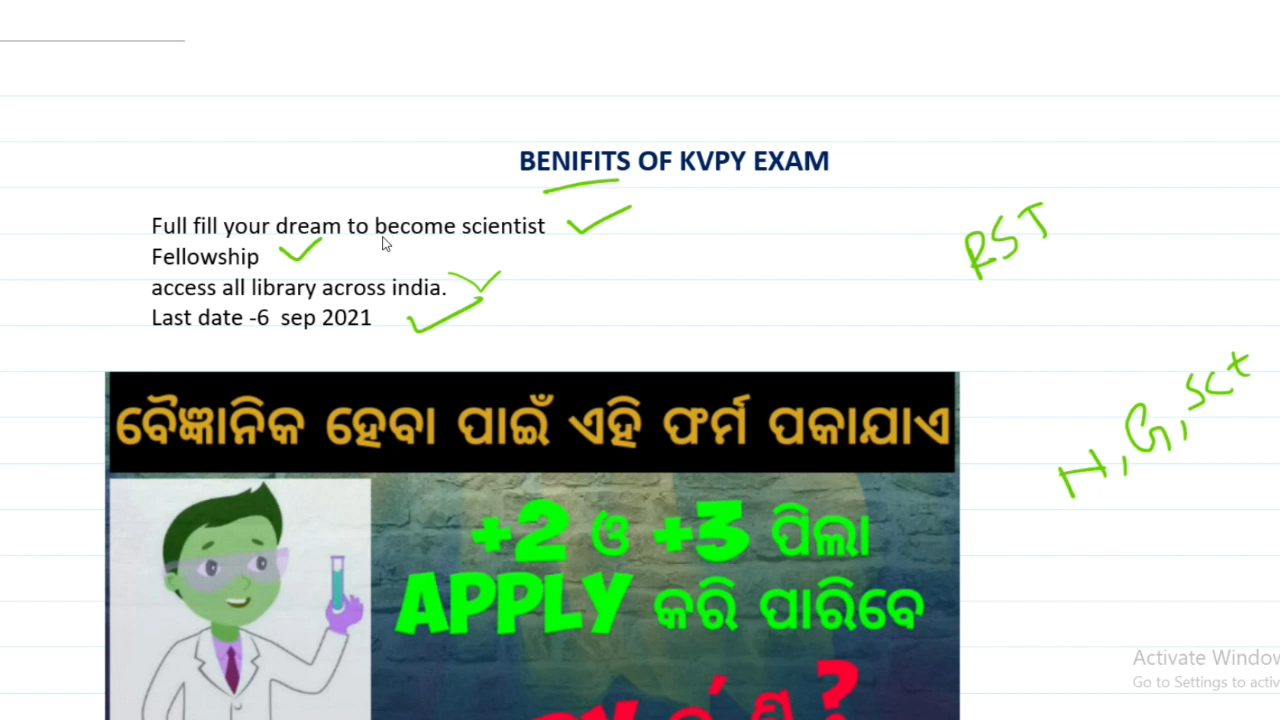 BENIFITS OF KVPY EXAM
Full fill your dream to become scientist
Fellowship
access all library across india.
Last date -6 sep 2021
RST
H, G, sct
ବୈଜ୍ଞାନିକ ହେବା ପାଇଁ ଏହି ଫର୍ମ ପକାଯାଏ
+2 ଓ +3 ପିଲା
APPLY କରି ପାରିବେ
?
Activate Window
Go to Settings to activ